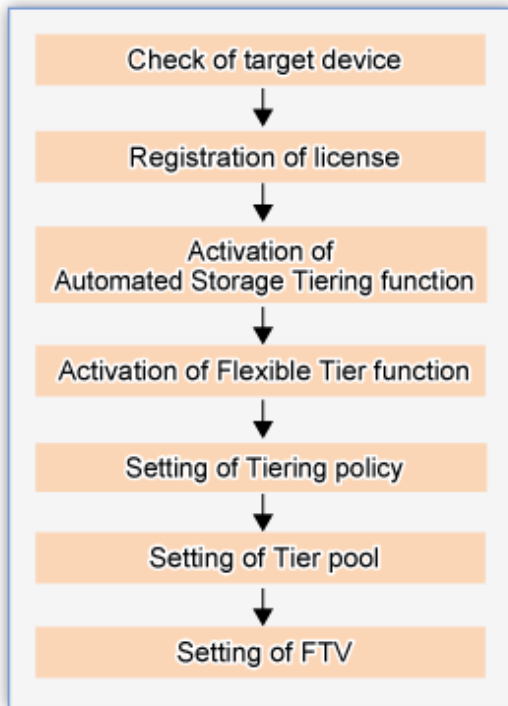 Check of target device
Registration of license
Activation of
Automated Storage Tiering function
Activation of Flexible Tier function
Setting of Tiering policy
Setting of Tier pool
Setting of FTV